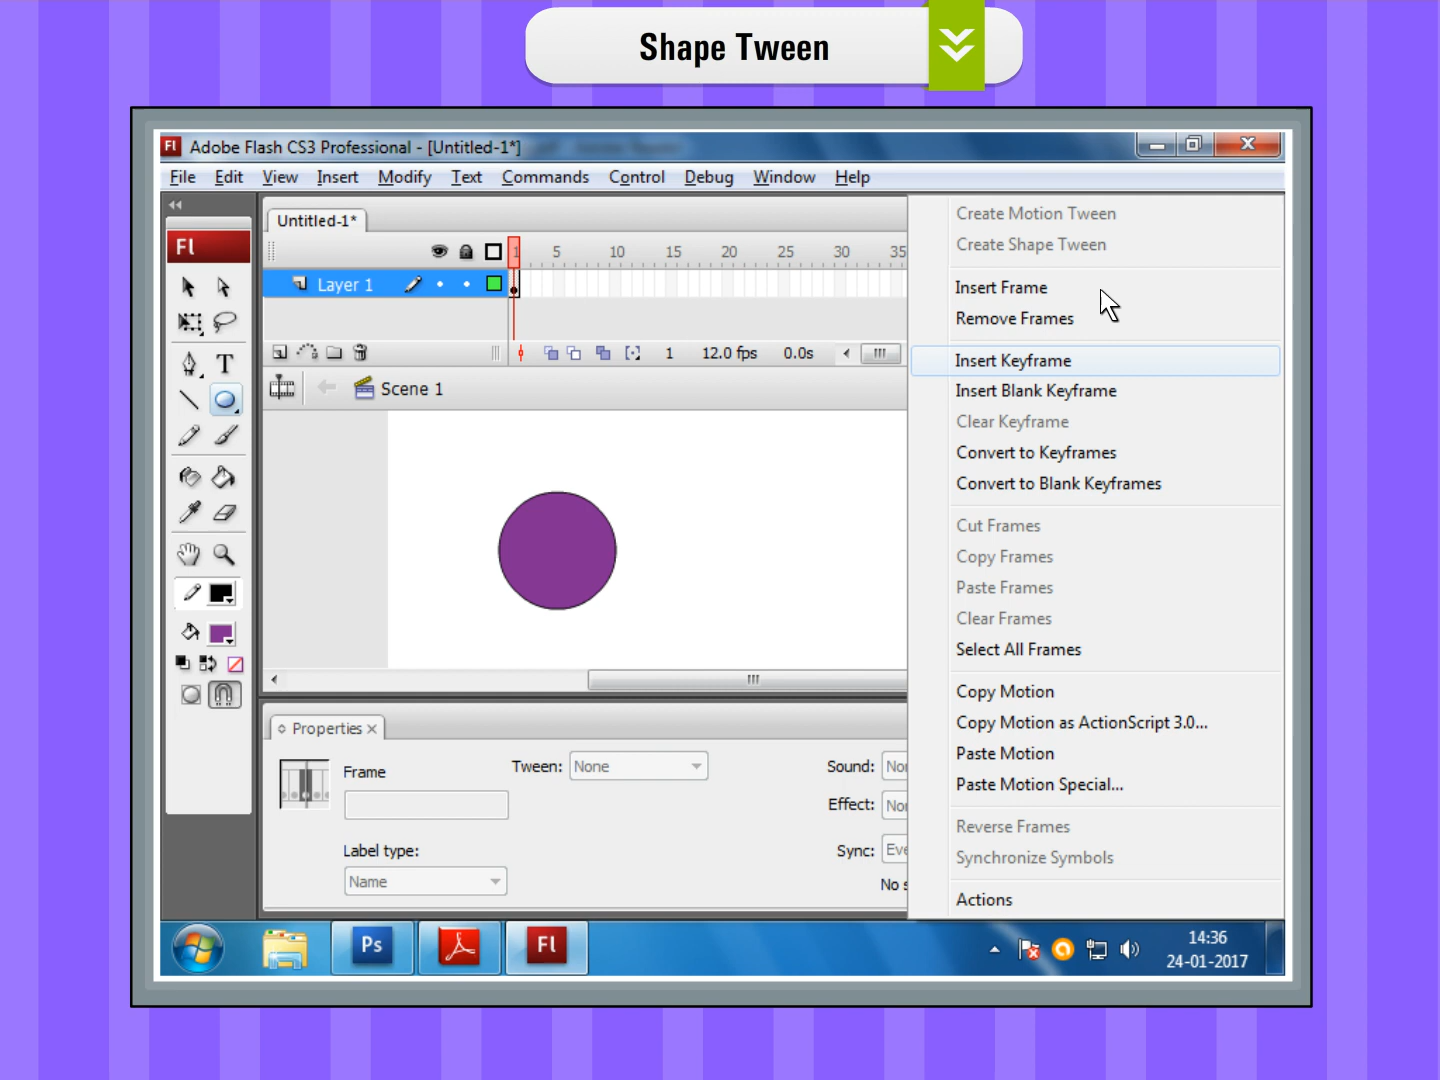 Shape Tween
Adobe Flash CS3 Professional - [Untitled-1*]
File Edit View Insert Modify Text Commands Control Debug Window Help
Untitled-1*
Fl
1 5 10 15 20 25 30 35
Layer 1
1 12.0 fps 0.0s
Scene 1
Create Motion Tween
Create Shape Tween
Insert Frame
Remove Frames
Insert Keyframe
Insert Blank Keyframe
Clear Keyframe
Convert to Keyframes
Convert to Blank Keyframes
Cut Frames
Copy Frames
Paste Frames
Clear Frames
Select All Frames
Copy Motion
Copy Motion as ActionScript 3.0...
Paste Motion
Paste Motion Special...
Reverse Frames
Synchronize Symbols
Actions
Properties
Frame
Tween: None
Sound:
Effect:
Label type:
Sync:
Name
No s
Ps Fl
14:36
24-01-2017